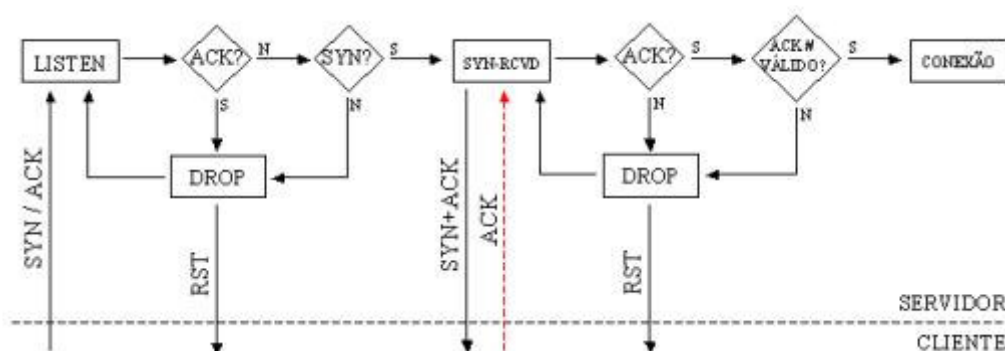 LISTEN
ACK?
N
SYN?
S
SYN-RCVD
ACK?
S
ACK#
VÁLIDO?
S
CONEXÃO
S
N
N
N
DROP
DROP
SYN / ACK
RST
SYN+ACK
ACK
RST
SERVIDOR
CLIENTE